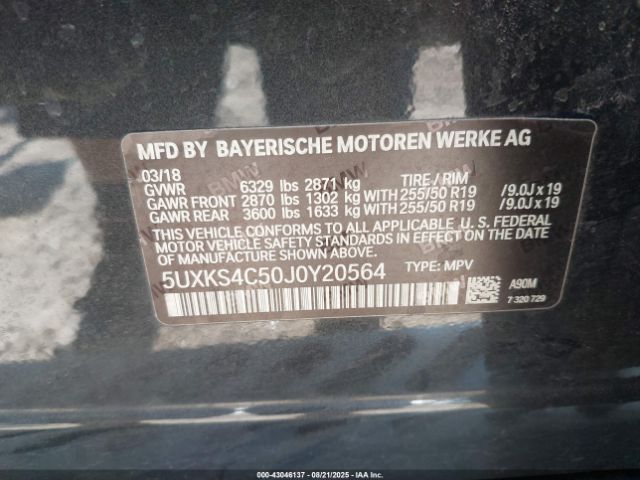 MFD BY BAYERISCHE MOTOREN WERKE AG
03/18
GVWR 6329 lbs 2871 kg TIRE / RIM
GAWR FRONT 2870 lbs 1302 kg WITH 255/50 R19 /9.0J x 19
GAWR REAR 3600 lbs 1633 kg WITH 255/50 R19 /9.0J x 19
THIS VEHICLE CONFORMS TO ALL APPLICABLE U. S. FEDERAL
MOTOR VEHICLE SAFETY STANDARDS IN EFFECT ON THE DATE OF
MANUFACTURE SHOWN ABOVE.
5UXKS4C50J0Y20564 TYPE: MPV
A90M
7 320 729
000-43046137 - 08/21/2025 - IAAI.com